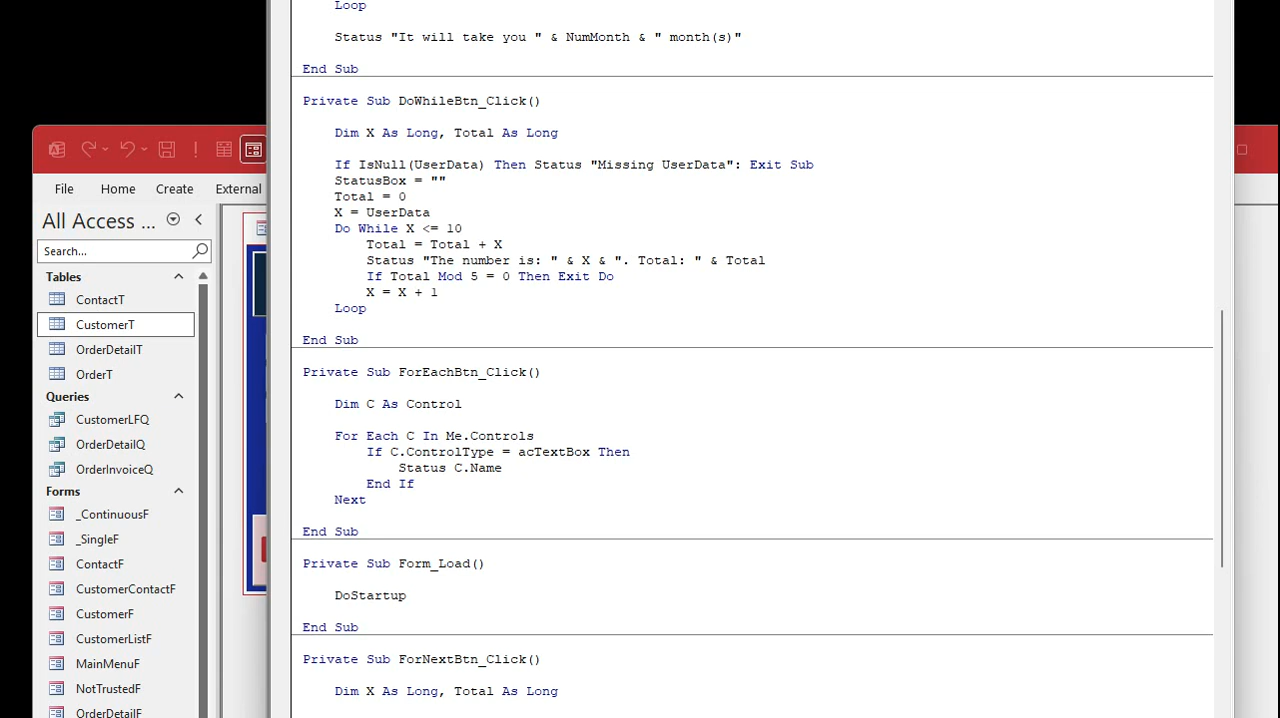 Loop
Status "It will take you " & NumMonth & " month(s)"
End Sub
Private Sub DoWhileBtn_Click()
Dim X As Long, Total As Long
If IsNull(UserData) Then Status "Missing UserData": Exit Sub
StatusBox = ""
Total = 0
X = UserData
Do While X <= 10
Total = Total + X
Status "The number is: " & X & ". Total: " & Total
If Total Mod 5 = 0 Then Exit Do
X = X + 1
Loop
End Sub
Private Sub ForEachBtn_Click()
Dim C As Control
For Each C In Me.Controls
If C.ControlType = acTextBox Then
Status C.Name
End If
Next
End Sub
Private Sub Form_Load()
DoStartup
End Sub
Private Sub ForNextBtn_Click()
Dim X As Long, Total As Long
File Home Create External
All Access ...
Search...
Tables
ContactT
CustomerT
OrderDetailT
OrderT
Queries
CustomerLFQ
OrderDetailQ
OrderInvoiceQ
Forms
_ContinuousF
_SingleF
ContactF
CustomerContactF
CustomerF
CustomerListF
MainMenuF
NotTrustedF
OrderDetailF